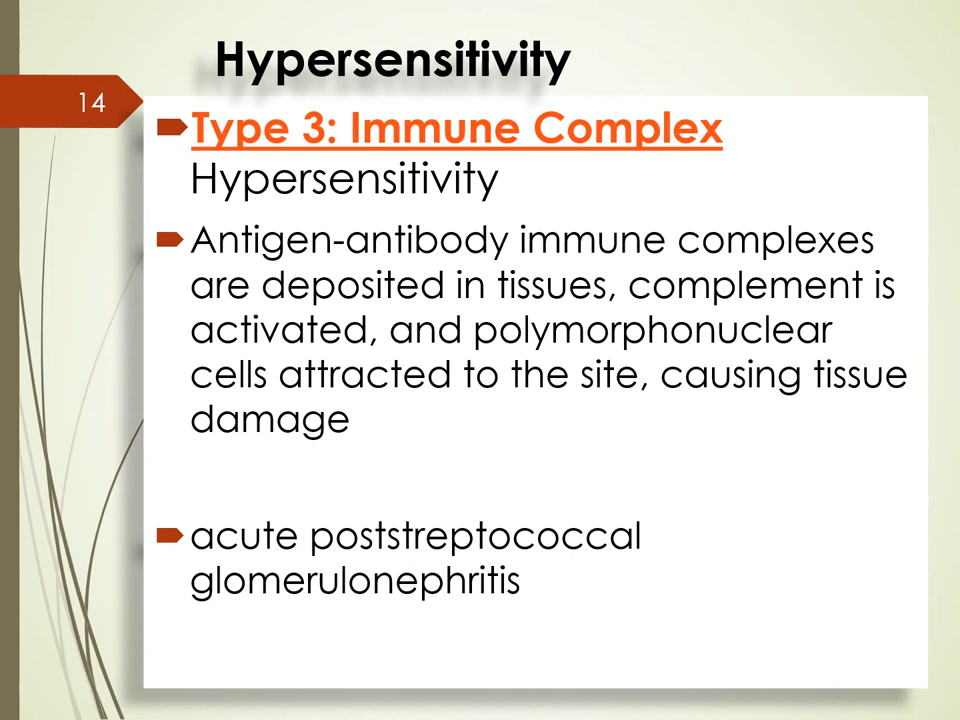 Hypersensitivity
14
Type 3: Immune Complex
Hypersensitivity
Antigen-antibody immune complexes
are deposited in tissues, complement is
activated, and polymorphonuclear
cells attracted to the site, causing tissue
damage
acute poststreptococcal
glomerulonephritis